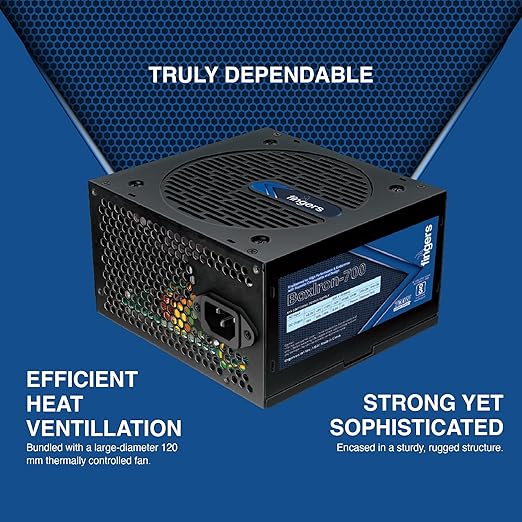 TRULY DEPENDABLE
fingers
fingers
BoxIron-700
EFFICIENT
HEAT
VENTILLATION
Bundled with a large-diameter 120
mm thermally controlled fan.
STRONG YET
SOPHISTICATED
Encased in a sturdy, rugged structure.